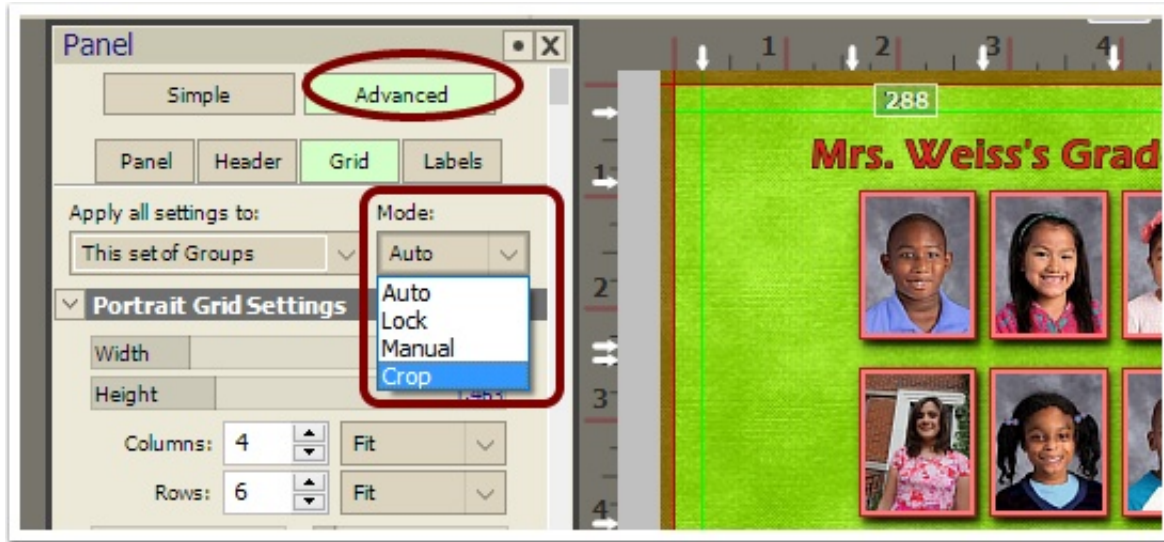 Panel
X
Simple Advanced
Panel Header Grid Labels
Apply all settings to: Mode:
This set of Groups Auto
Auto
Lock
Manual
Crop
Portrait Grid Settings
Width
Height
Columns: 4 Fit
Rows: 6 Fit
1 2 3 4
288
Mrs. Weiss's Grad
1
2
3
4